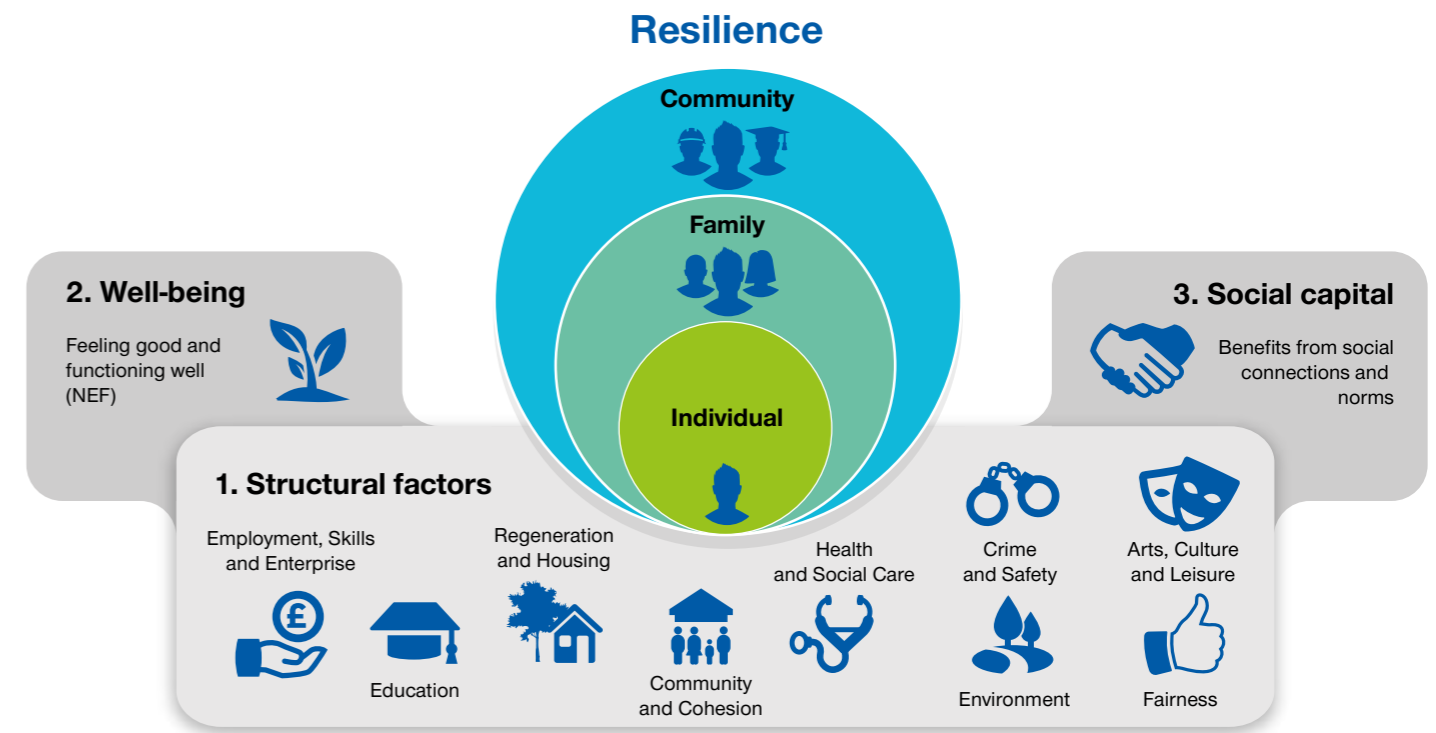 Resilience
Community
Family
Individual
2. Well-being
Feeling good and
functioning well
(NEF)
3. Social capital
Benefits from social
connections and
norms
1. Structural factors
Employment, Skills
and Enterprise
£
Education
Regeneration
and Housing
Community
and Cohesion
Health
and Social Care
Crime
and Safety
Environment
Arts, Culture
and Leisure
Fairness